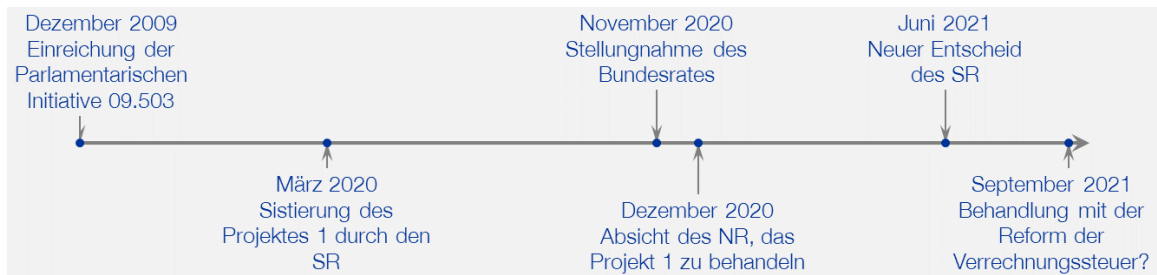 Dezember 2009
Einreichung der
Parlamentarischen
Initiative 09.503
März 2020
Sistierung des
Projektes 1 durch den
SR
November 2020
Stellungnahme des
Bundesrates
Dezember 2020
Absicht des NR, das
Projekt 1 zu behandeln
Juni 2021
Neuer Entscheid
des SR
September 2021
Behandlung mit der
Reform der
Verrechnungssteuer?